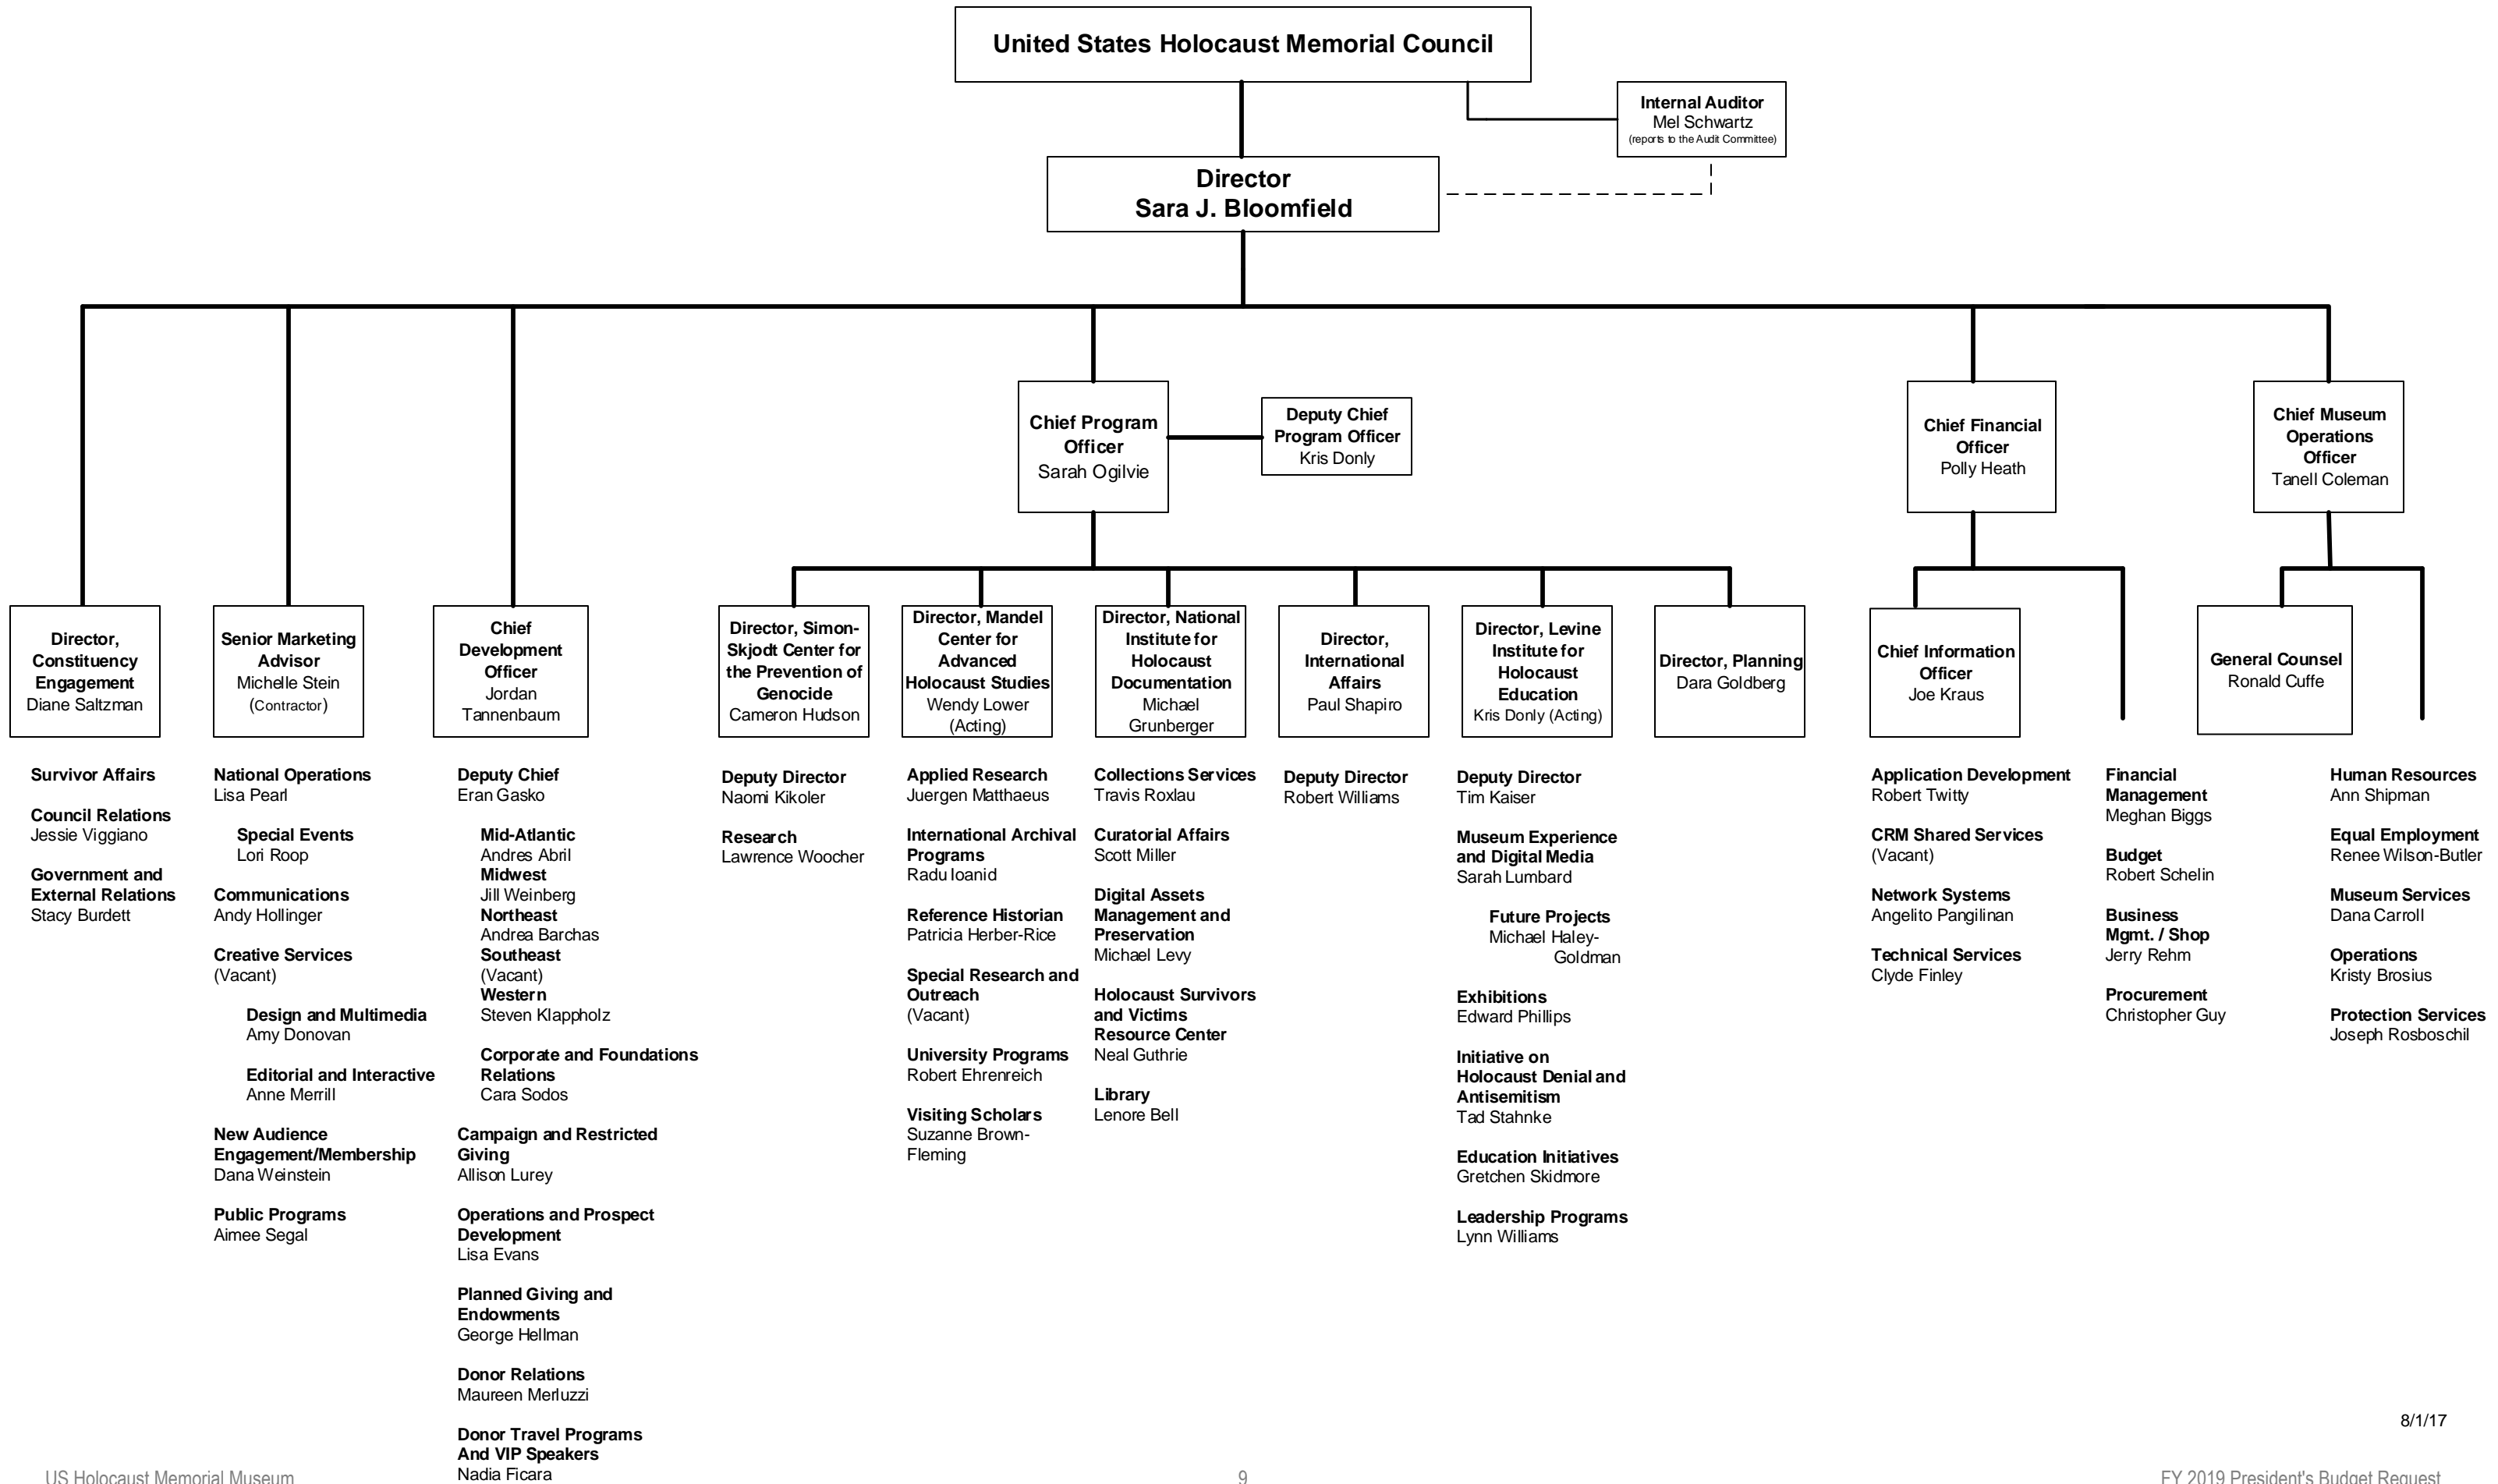 United States Holocaust Memorial Council
Internal Auditor
Mel Schwartz
(reports to the Audit Committee)
Director
Sara J. Bloomfield
Chief Program
Officer
Sarah Ogilvie
Deputy Chief
Program Officer
Kris Donly
Chief Financial
Officer
Polly Heath
Chief Museum
Operations
Officer
Tanell Coleman
Director,
Constituency
Engagement
Diane Saltzman
Senior Marketing
Advisor
Michelle Stein
(Contractor)
Chief
Development
Officer
Jordan
Tannenbaum
Director, Simon-
Skjodt Center for
the Prevention of
Genocide
Cameron Hudson
Director, Mandel
Center for
Advanced
Holocaust Studies
Wendy Lower
(Acting)
Director, National
Institute for
Holocaust
Documentation
Michael
Grunberger
Director,
International
Affairs
Paul Shapiro
Director, Levine
Institute for
Holocaust
Education
Kris Donly (Acting)
Director, Planning
Dara Goldberg
Chief Information
Officer
Joe Kraus
General Counsel
Ronald Cuffe
Survivor Affairs
Council Relations
Jessie Viggiano
Government and
External Relations
Stacy Burdett
National Operations
Lisa Pearl
Special Events
Lori Roop
Communications
Andy Hollinger
Creative Services
(Vacant)
Design and Multimedia
Amy Donovan
Editorial and Interactive
Anne Merrill
New Audience
Engagement/Membership
Dana Weinstein
Public Programs
Aimee Segal
Deputy Chief
Eran Gasko
Mid-Atlantic
Andres Abril
Midwest
Jill Weinberg
Northeast
Andrea Barchas
Southeast
(Vacant)
Western
Steven Klappholz
Corporate and Foundations
Relations
Cara Sodos
Campaign and Restricted
Giving
Allison Lurey
Operations and Prospect
Development
Lisa Evans
Planned Giving and
Endowments
George Hellman
Donor Relations
Maureen Merluzzi
Donor Travel Programs
And VIP Speakers
Nadia Ficara
Deputy Director
Naomi Kikoler
Research
Lawrence Woocher
Applied Research
Juergen Matthaeus
International Archival
Programs
Radu Ioanid
Reference Historian
Patricia Herber-Rice
Special Research and
Outreach
(Vacant)
University Programs
Robert Ehrenreich
Visiting Scholars
Suzanne Brown-
Fleming
Collections Services
Travis Roxlau
Curatorial Affairs
Scott Miller
Digital Assets
Management and
Preservation
Michael Levy
Holocaust Survivors
and Victims
Resource Center
Neal Guthrie
Library
Lenore Bell
Deputy Director
Robert Williams
Deputy Director
Tim Kaiser
Museum Experience
and Digital Media
Sarah Lumbard
Future Projects
Michael Haley-
Goldman
Exhibitions
Edward Phillips
Initiative on
Holocaust Denial and
Antisemitism
Tad Stahnke
Education Initiatives
Gretchen Skidmore
Leadership Programs
Lynn Williams
Application Development
Robert Twitty
CRM Shared Services
(Vacant)
Network Systems
Angelito Pangilinan
Technical Services
Clyde Finley
Financial
Management
Meghan Biggs
Budget
Robert Schelin
Business
Mgmt. / Shop
Jerry Rehm
Procurement
Christopher Guy
Human Resources
Ann Shipman
Equal Employment
Renee Wilson-Butler
Museum Services
Dana Carroll
Operations
Kristy Brosius
Protection Services
Joseph Rosboschil
8/1/17
US Holocaust Memorial Museum
9
FY 2019 President's Budget Request